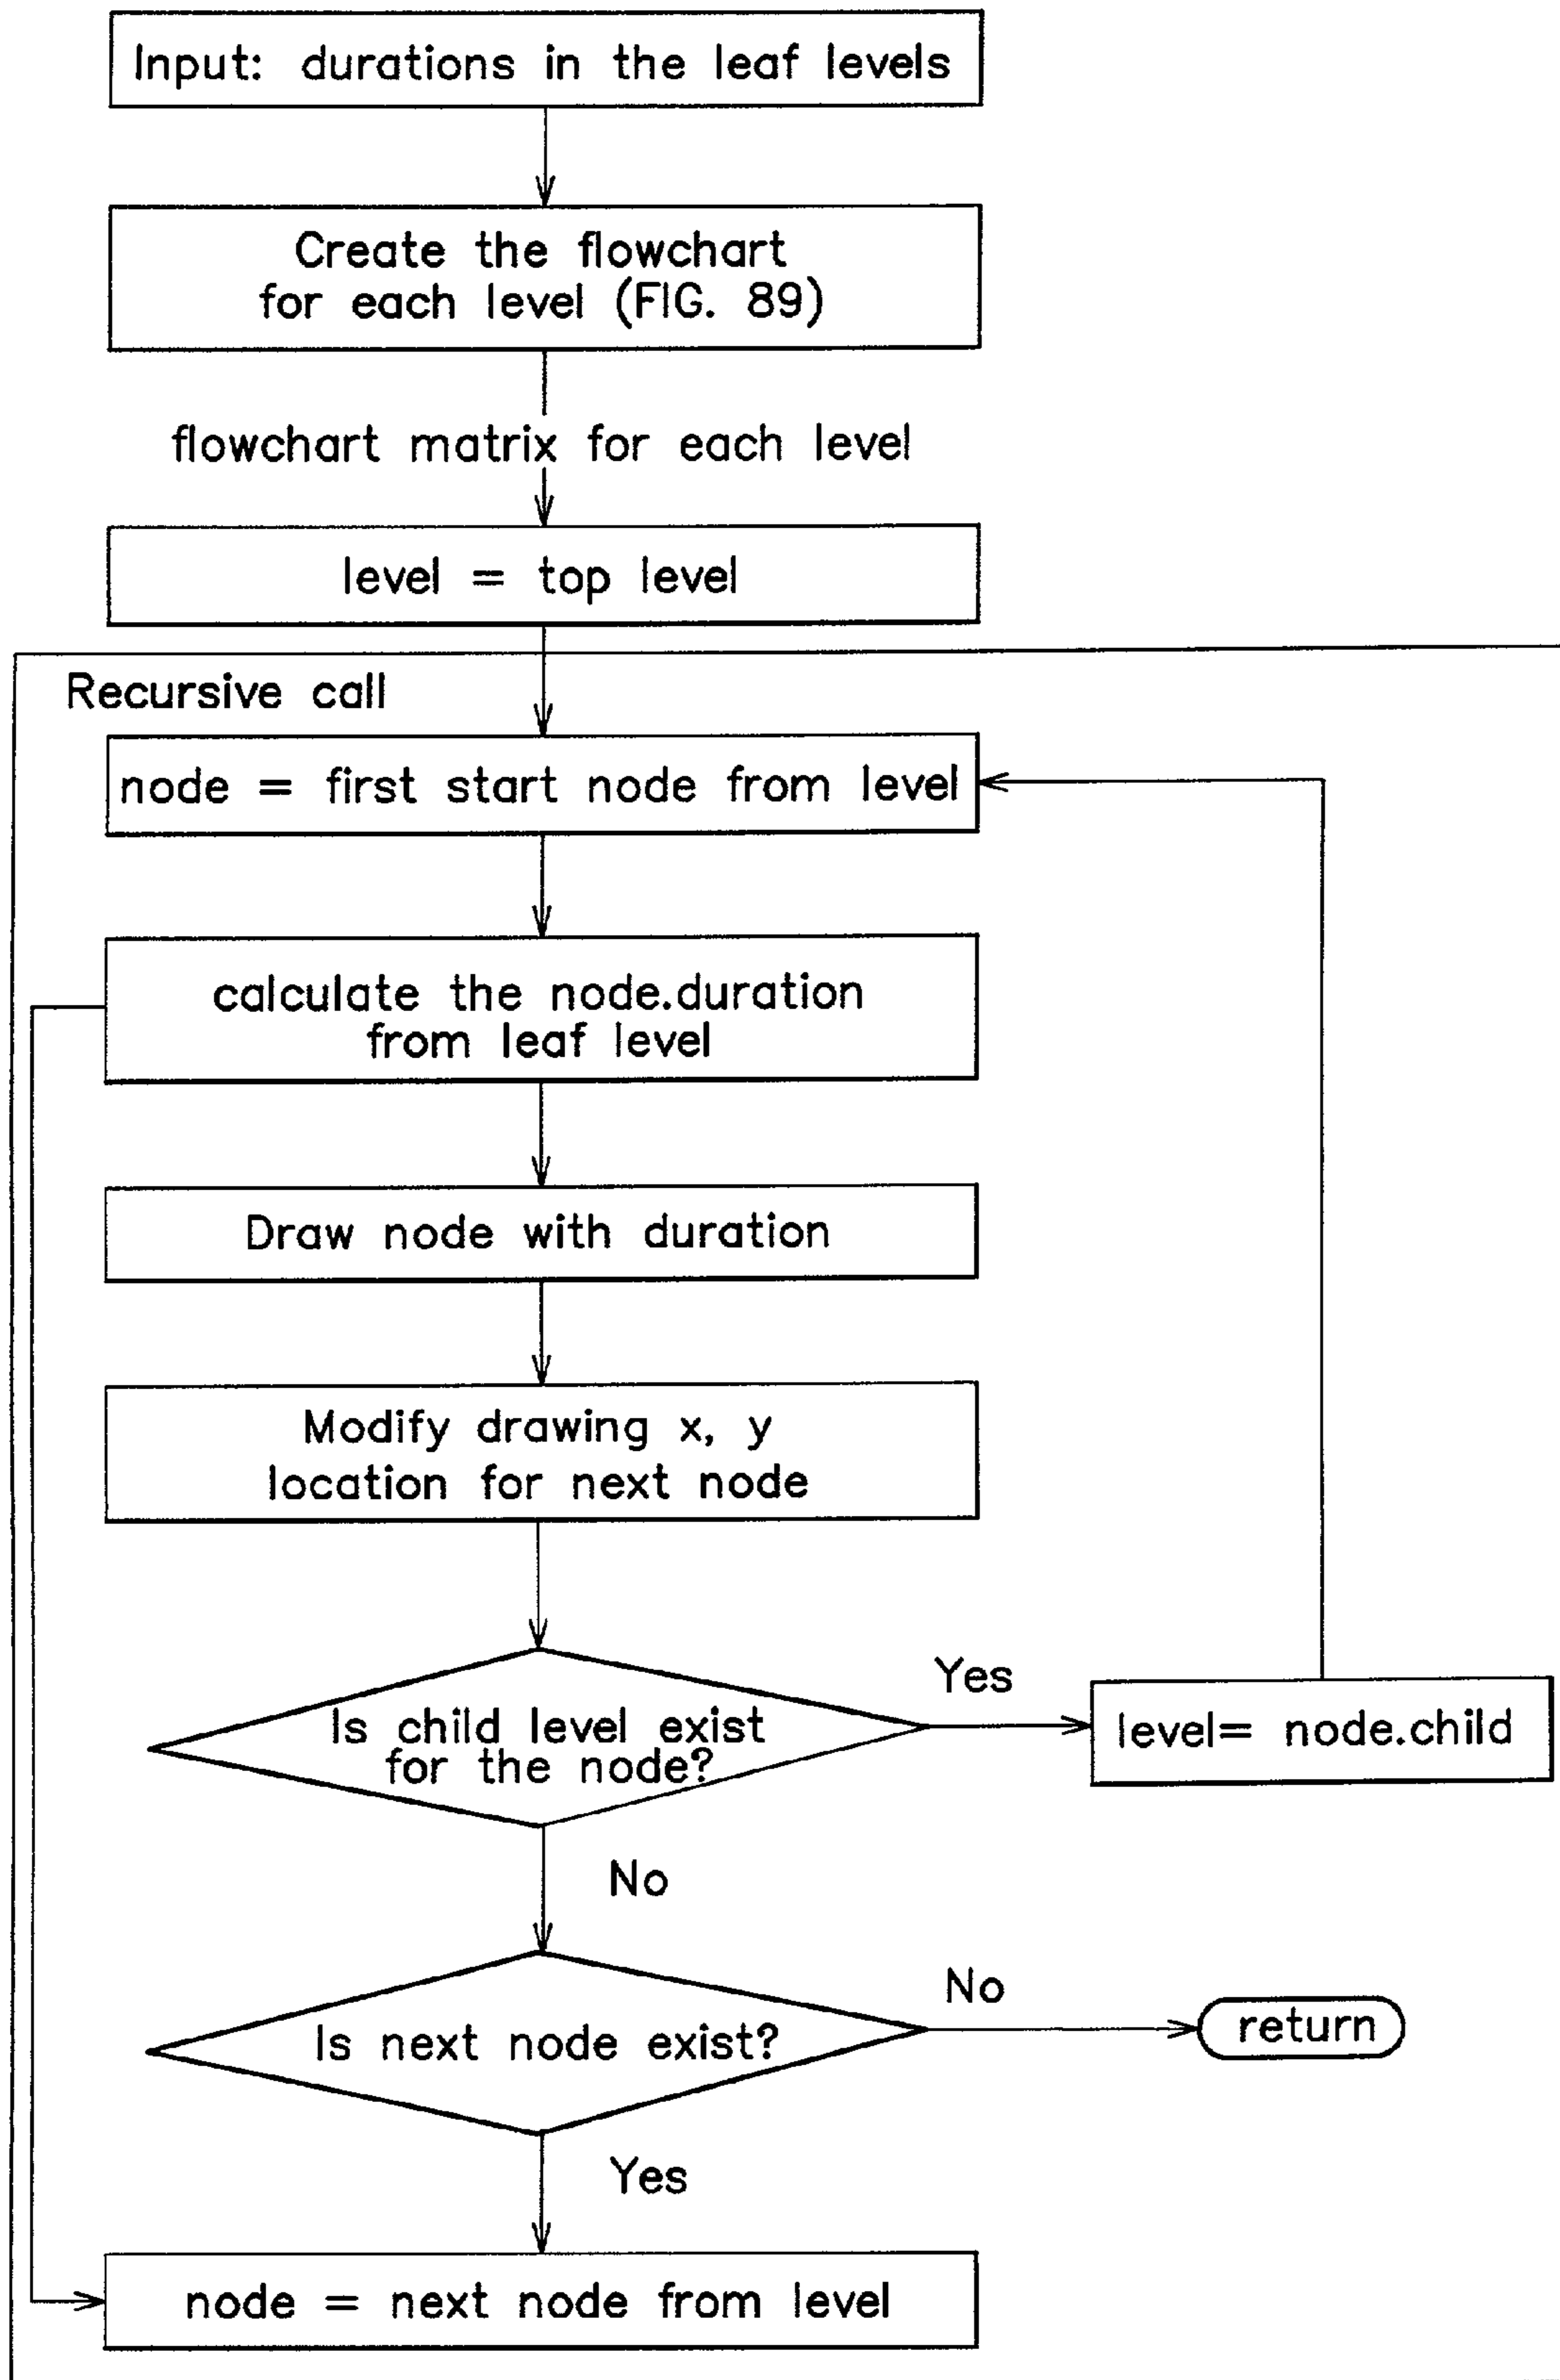 Input: durations in the leaf levels
Create the flowchart
for each level (FIG. 89)
flowchart matrix for each level
level = top level
Recursive call
node = first start node from level
calculate the node.duration
from leaf level
Draw node with duration
Modify drawing x, y
location for next node
Is child level exist
for the node?
Yes
level= node.child
No
Is next node exist?
No
return
Yes
node = next node from level